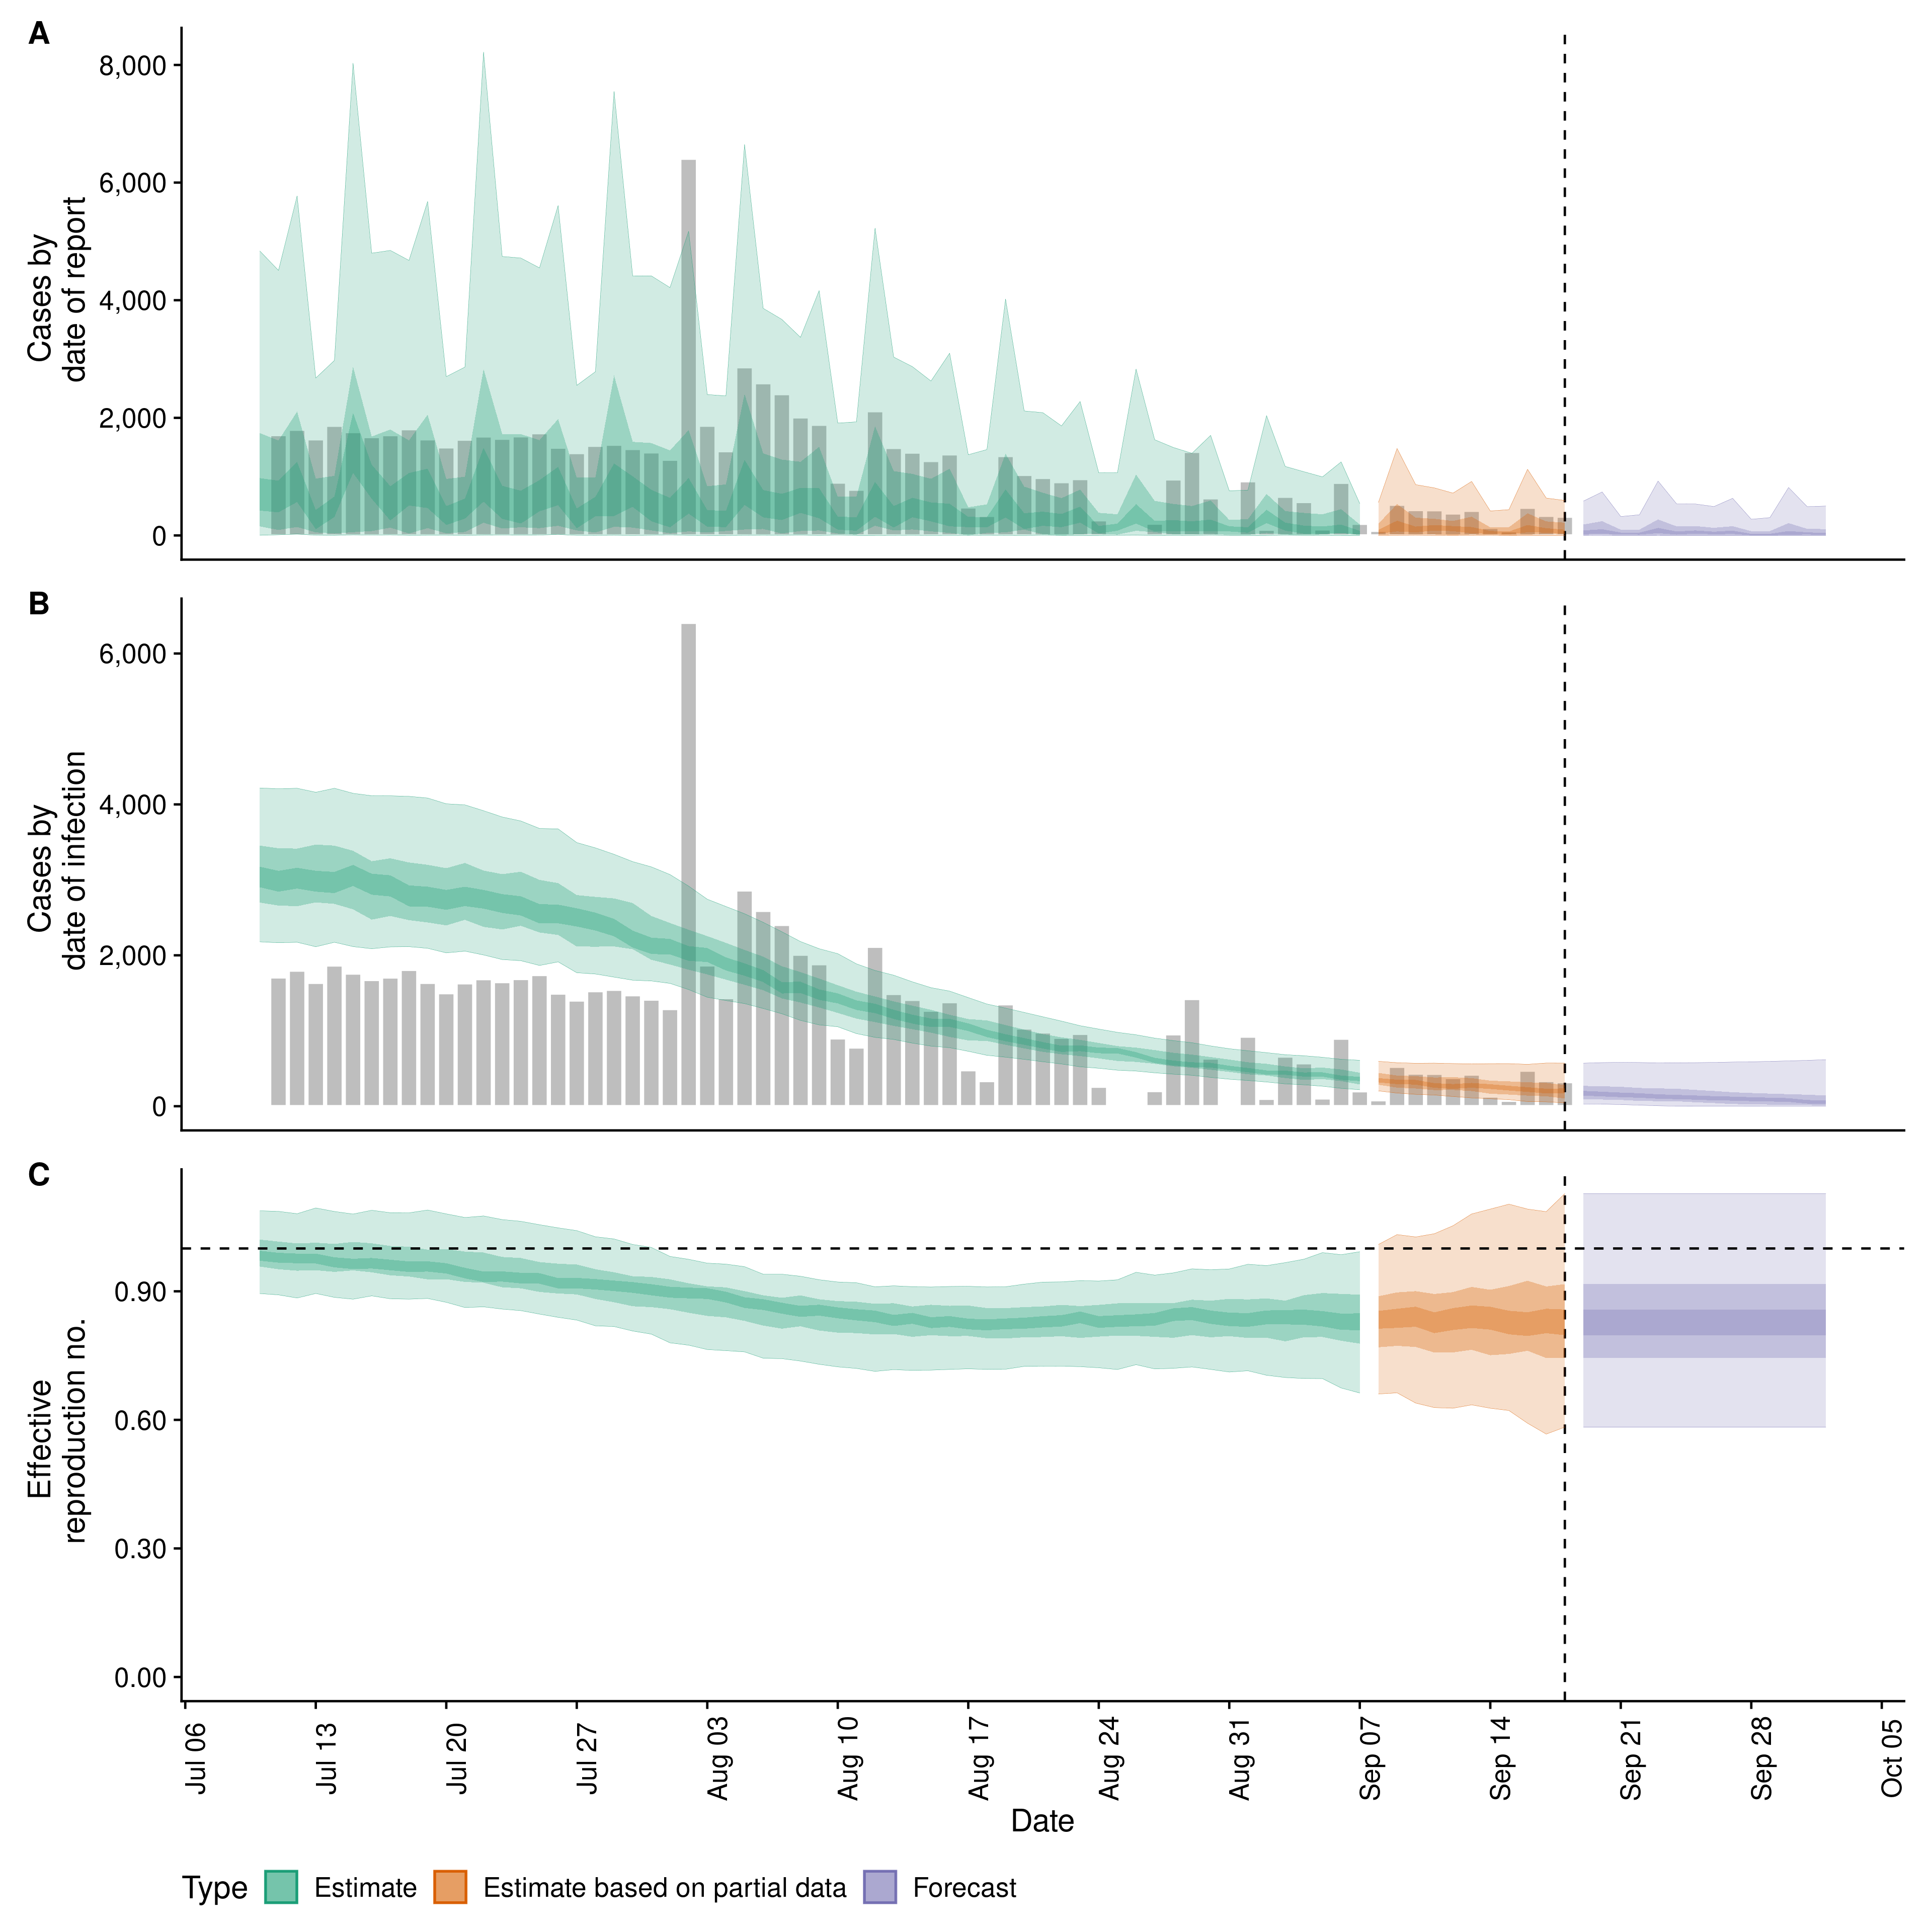 A
8,000
6,000
4,000
2,000
0
Cases by
date of report
B
6,000
4,000
2,000
0
Cases by
date of infection
C
0.90
0.60
0.30
0.00
Effective
reproduction no.
Jul 06
Jul 13
Jul 20
Jul 27
Aug 03
Aug 10
Aug 17
Aug 24
Aug 31
Sep 07
Sep 14
Sep 21
Sep 28
Oct 05
Date
Type Estimate Estimate based on partial data Forecast